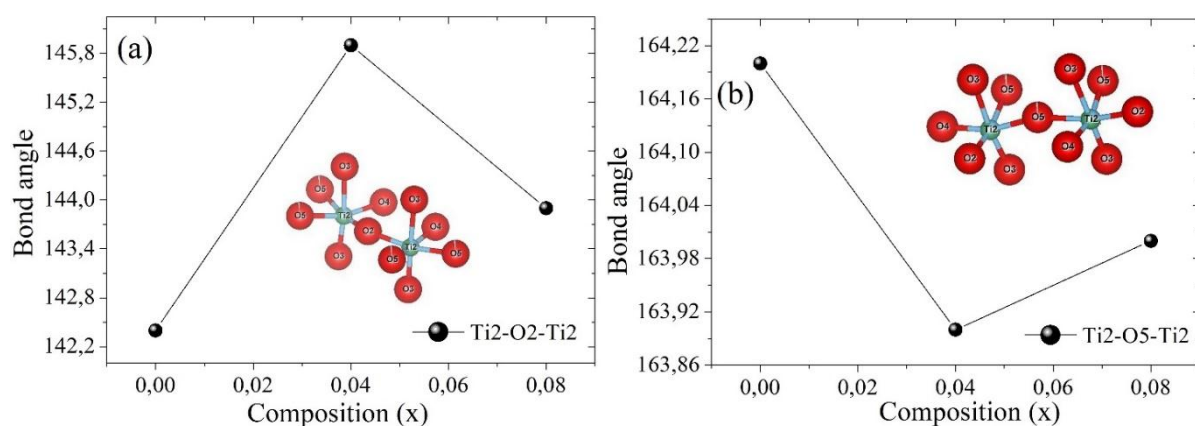 (a)
Bond angle
145,8
145,2
144,6
144,0
143,4
142,8
142,2
0,00 0,02 0,04 0,06 0,08
Composition (x)
Ti2-O2-Ti2
O3
O5
O4
O3
Ti2
O5
O2
O4
Ti2
O3
O5
O5
O3
(b)
Bond angle
164,22
164,16
164,10
164,04
163,98
163,92
163,86
0,00 0,02 0,04 0,06 0,08
Composition (x)
Ti2-O5-Ti2
O3
O5
O3
O5
O4
Ti2
O5
Ti2
O2
O2
O3
O4
O3